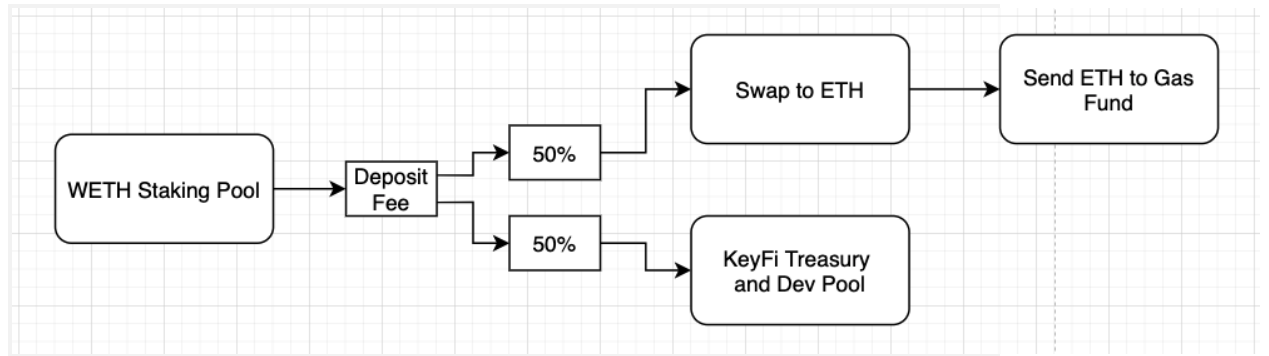 WETH Staking Pool
Deposit
Fee
50%
Swap to ETH
Send ETH to Gas
Fund
50%
KeyFi Treasury
and Dev Pool